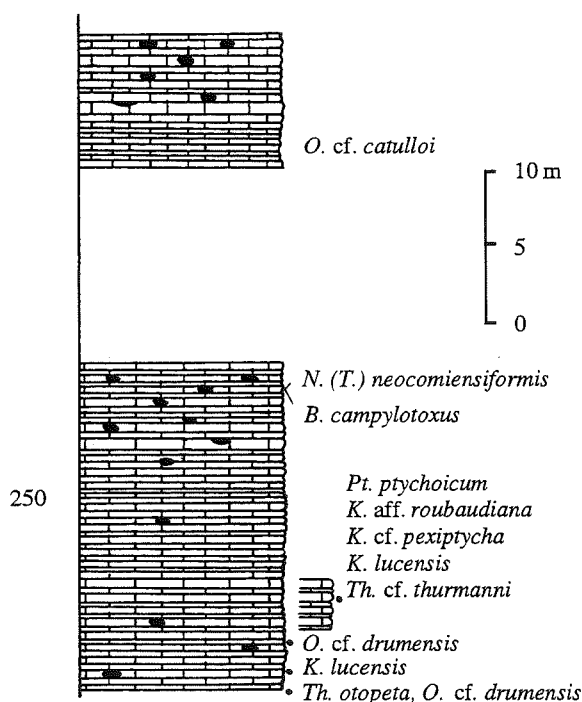 O. cf. catulloi
10 m
5
0
N. (T.) neocomiensiformis
B. campylotoxus
250
Pt. ptychoicum
K. aff. roubaudiana
K. cf. pexiptycha
K. lucensis
Th. cf. thurmanni
O. cf. drumensis
K. lucensis
Th. otopeta, O. cf. drumensis